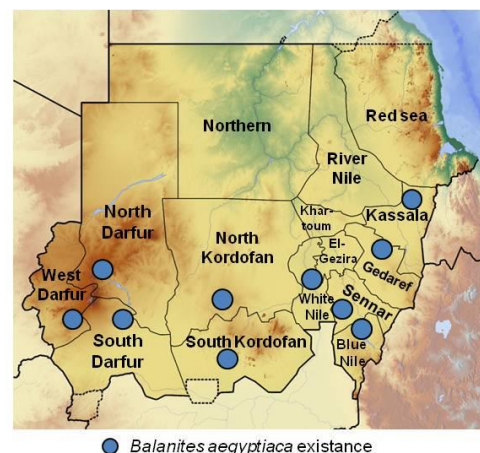 Red sea
Northern
River
Nile
North
Darfur
Khar-
toum
Kassala
North
Kordofan
El-
Gezira
Gedaref
West
Darfur
White
Nile
Sennar
South
Darfur
South Kordofan
Blue
Nile
Balanites aegyptiaca existance